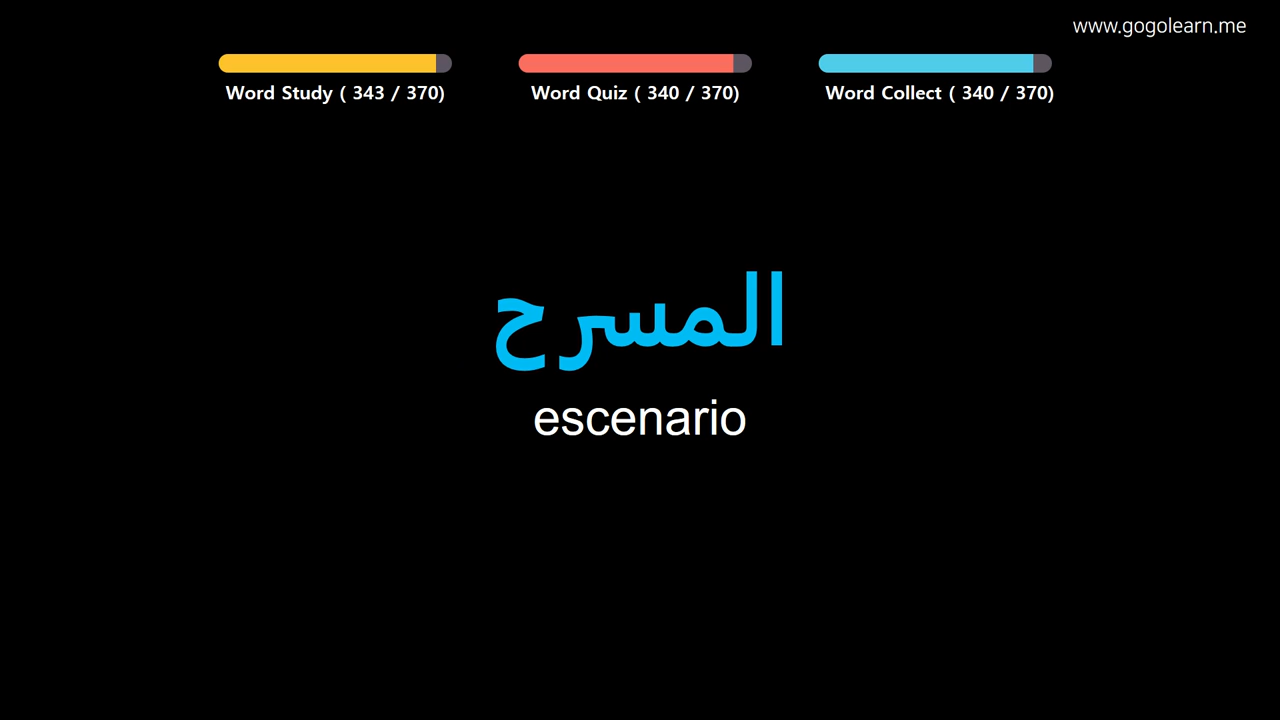 www.gogolearn.me
Word Study ( 343 / 370)
Word Quiz ( 340 / 370)
Word Collect ( 340 / 370)
المسرح
escenario